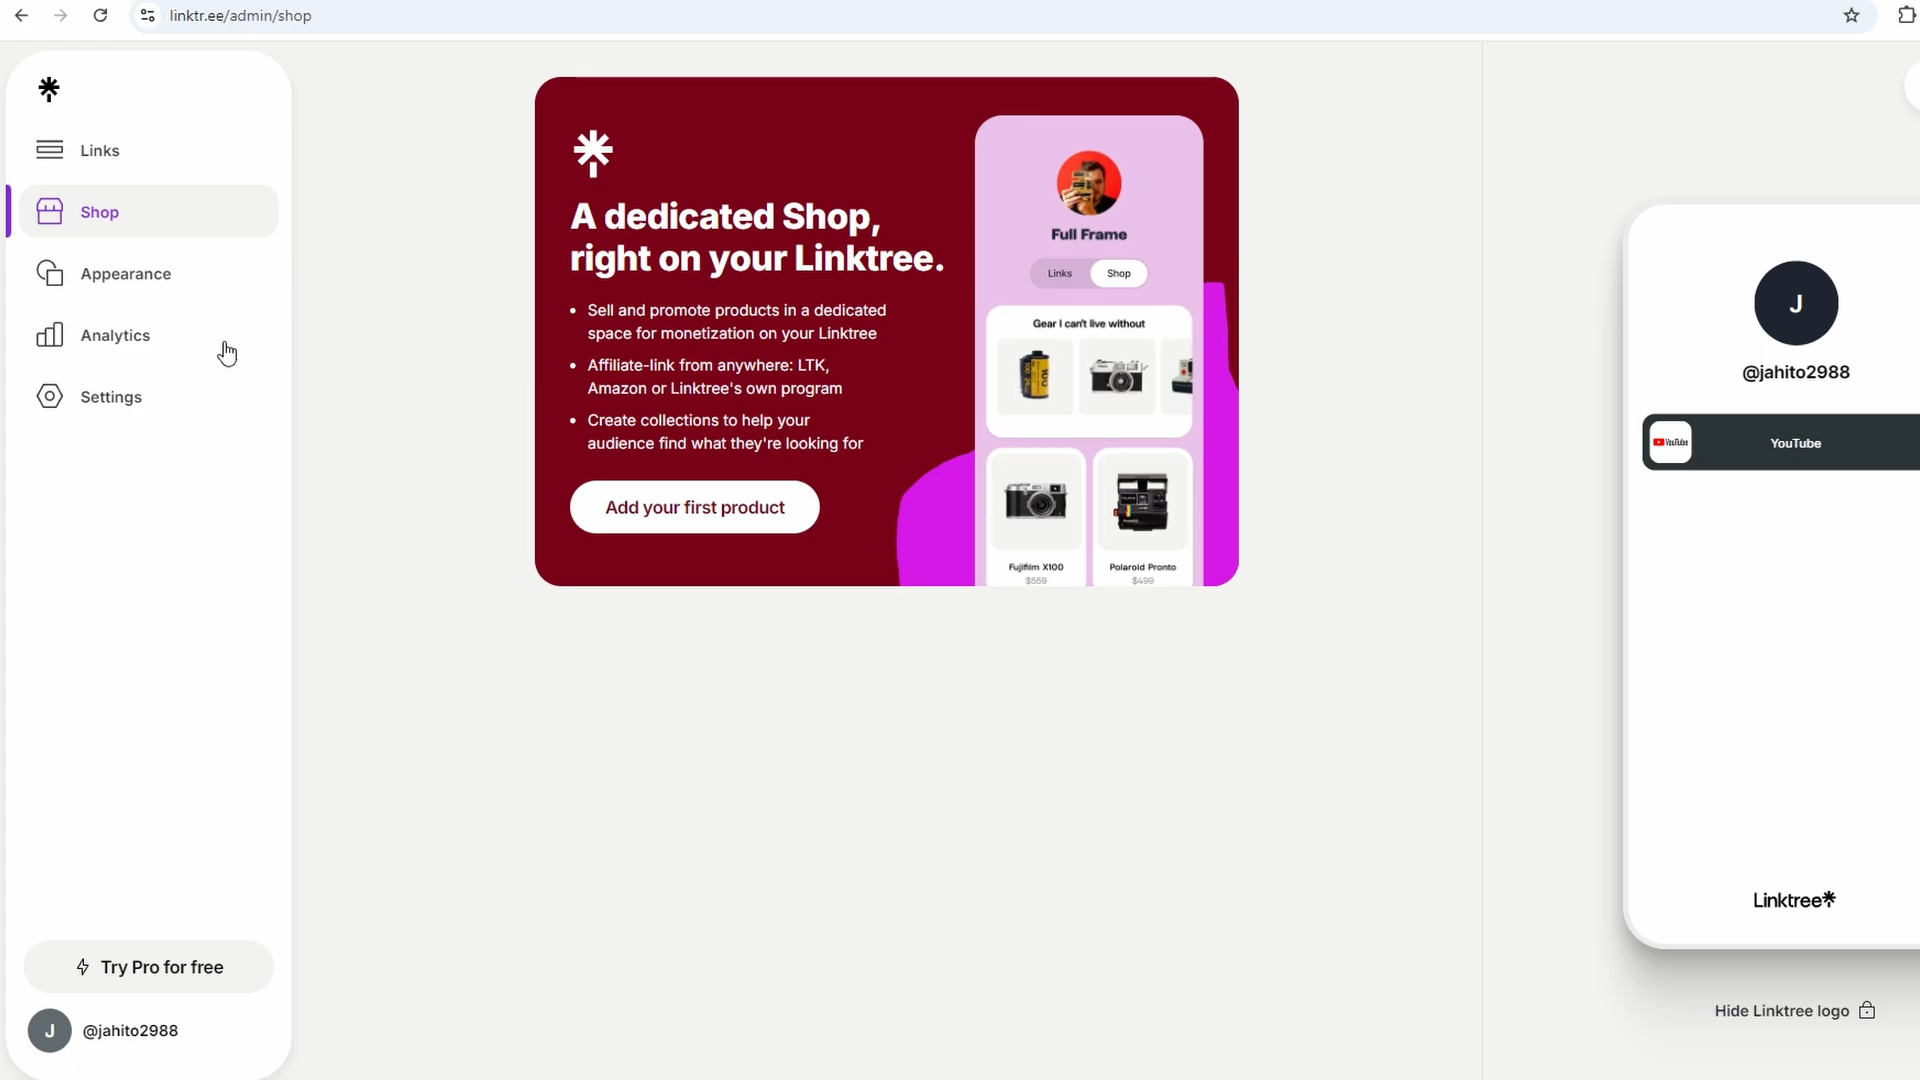 linktr.ee/admin/shop
Links
Shop
Appearance
Analytics
Settings
Try Pro for free
J
@jahito2988
A dedicated Shop,
right on your Linktree.
• Sell and promote products in a dedicated
space for monetization on your Linktree
• Affiliate-link from anywhere: LTK,
Amazon or Linktree's own program
• Create collections to help your
audience find what they're looking for
Add your first product
Full Frame
Links Shop
Gear I can't live without
100
Fujifilm X100
$559
Polaroid Pronto
$499
J
@jahito2988
YouTube
YouTube
Linktree
Hide Linktree logo